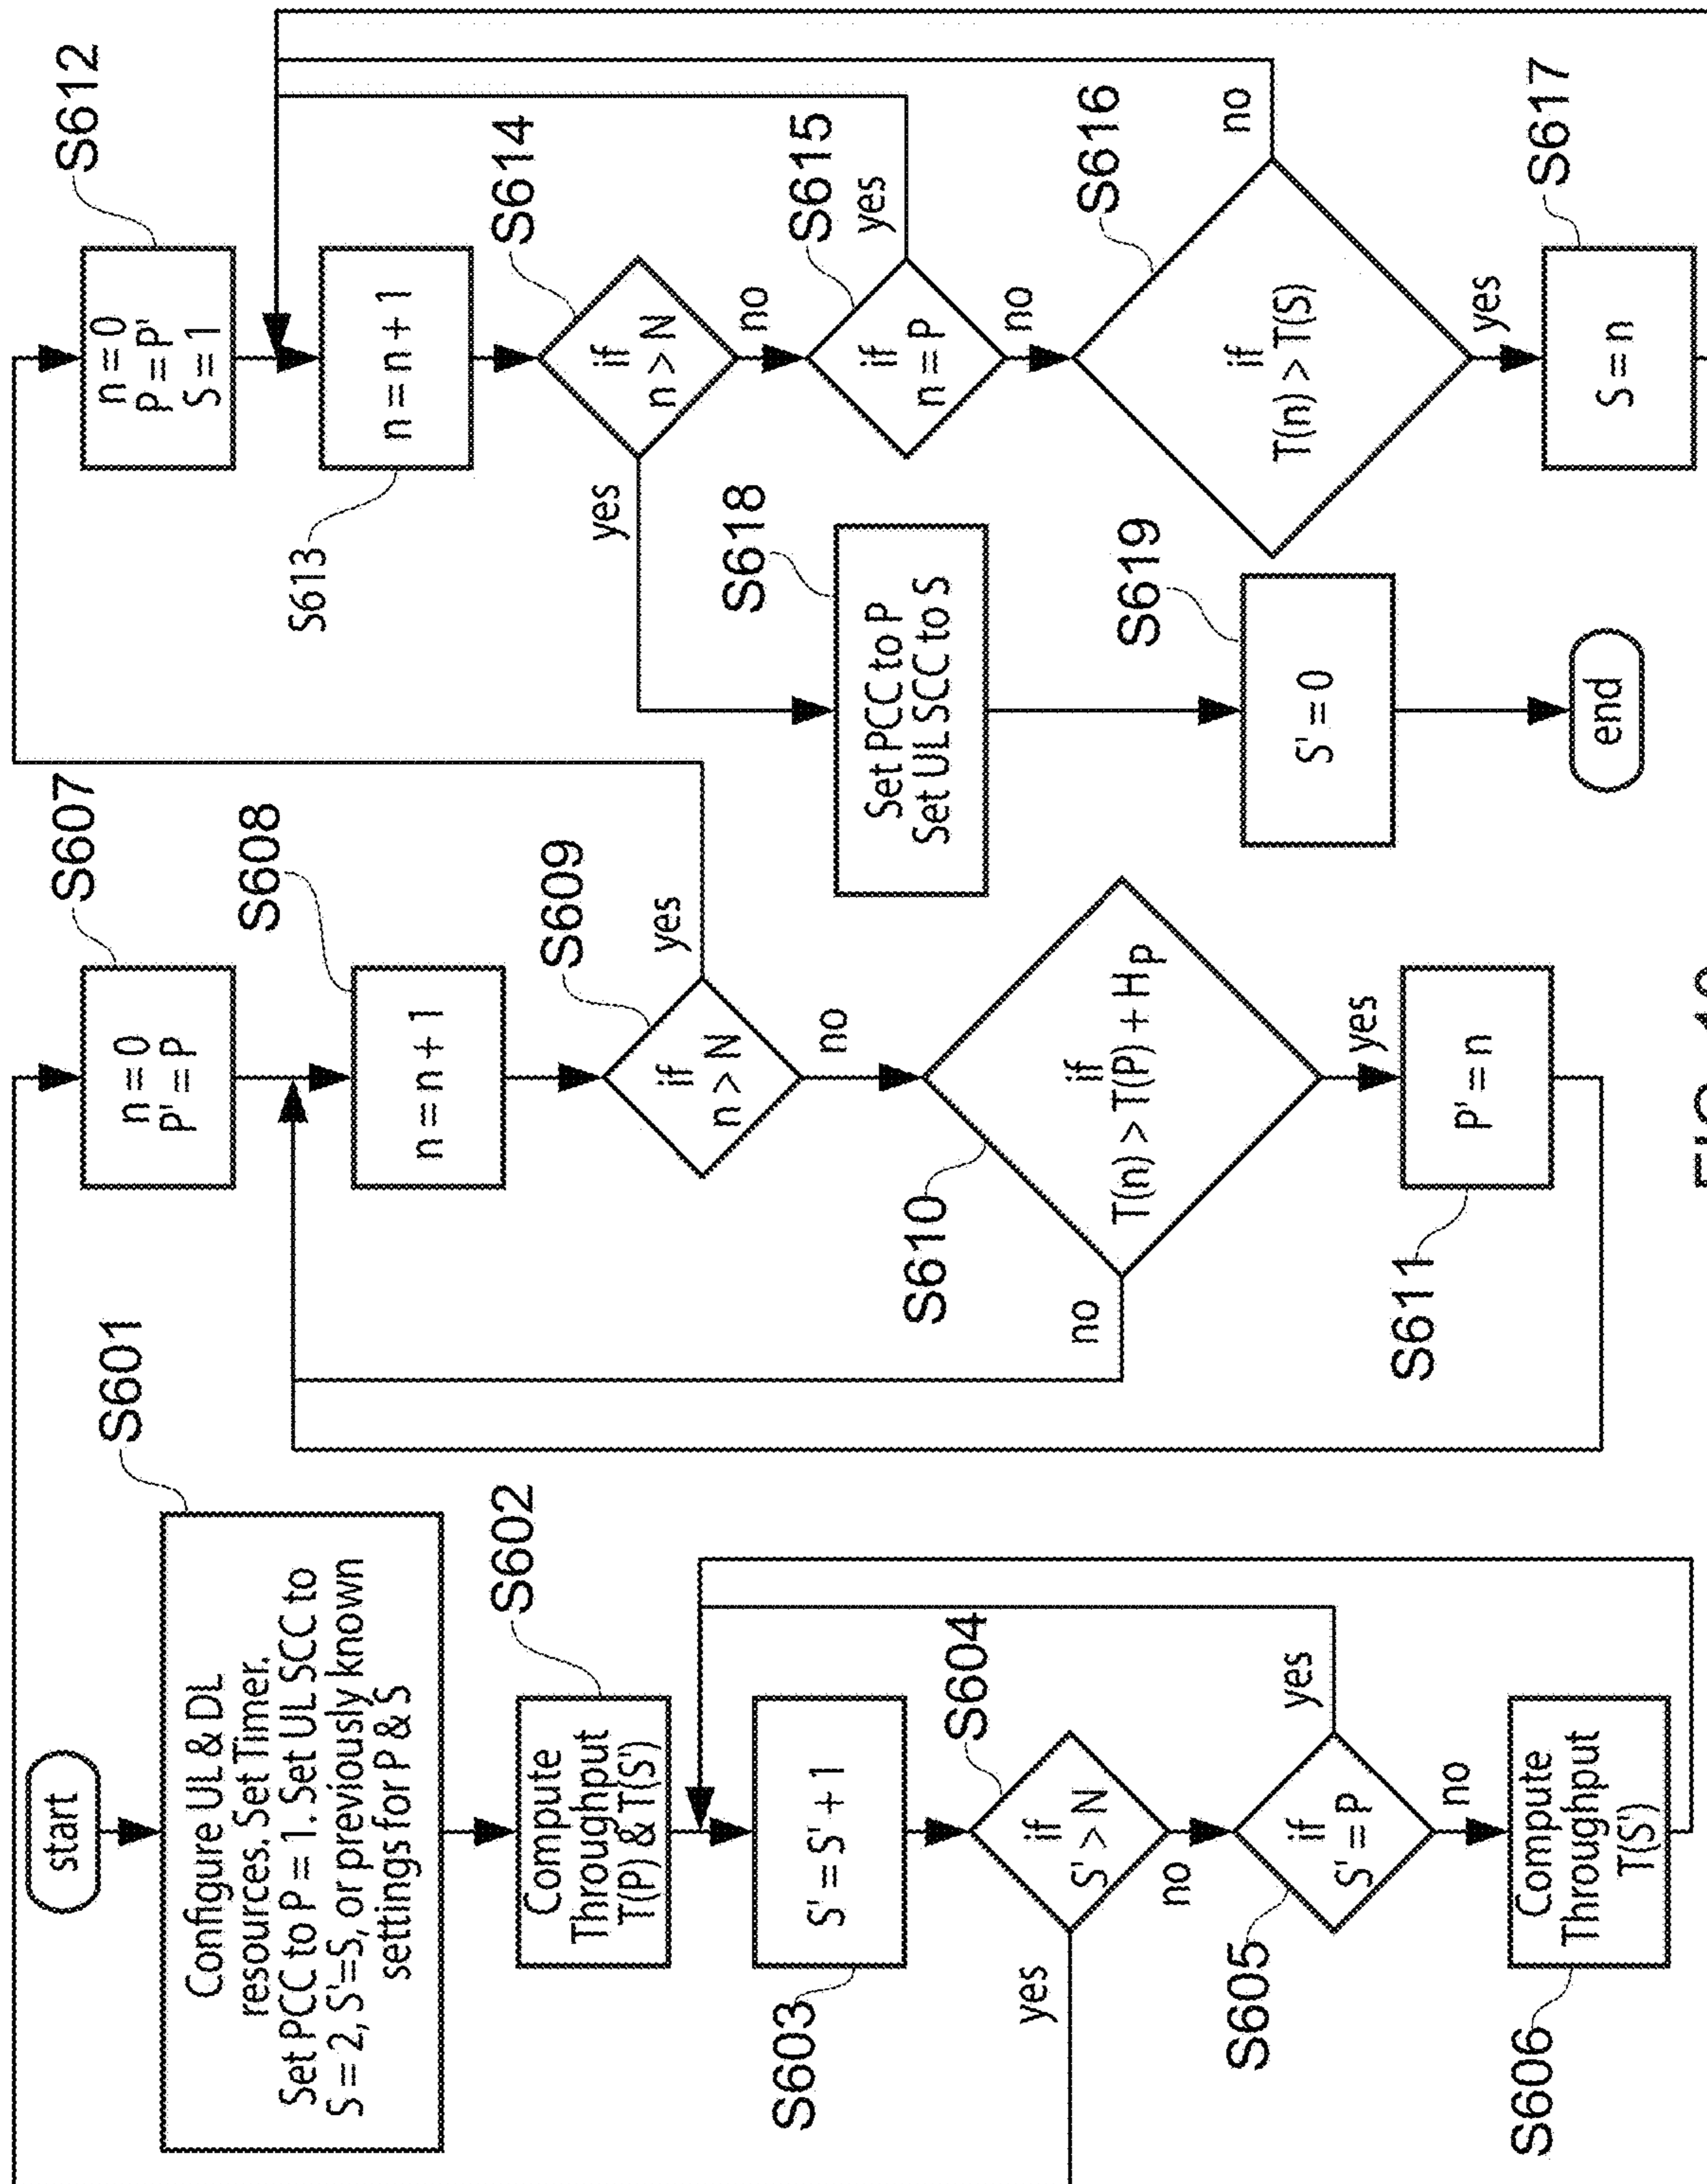 start
S601
Configure UL & DL
resources. Set Timer.
Set PCC to P = 1. Set UL SCC to
S = 2, S'=S, or previously known
settings for P & S
S602
Compute
Throughput
T(P) & T(S')
S603
S' = S' + 1
S604
if
S' > N
yes
no
S605
if
S' = P
yes
no
S606
Compute
Throughput
T(S')
S607
n = 0
P' = P
S608
n = n + 1
S609
if
n > N
yes
no
S610
if
T(n) > T(P) + Hp
no
yes
S611
P' = n
S612
n = 0
P = P'
S = 1
S613
n = n + 1
S614
if
n > N
yes
no
S615
if
n = P
yes
no
S616
if
T(n) > T(S)
no
yes
S617
S = n
S618
Set PCC to P
Set UL SCC to S
S619
S' = 0
end